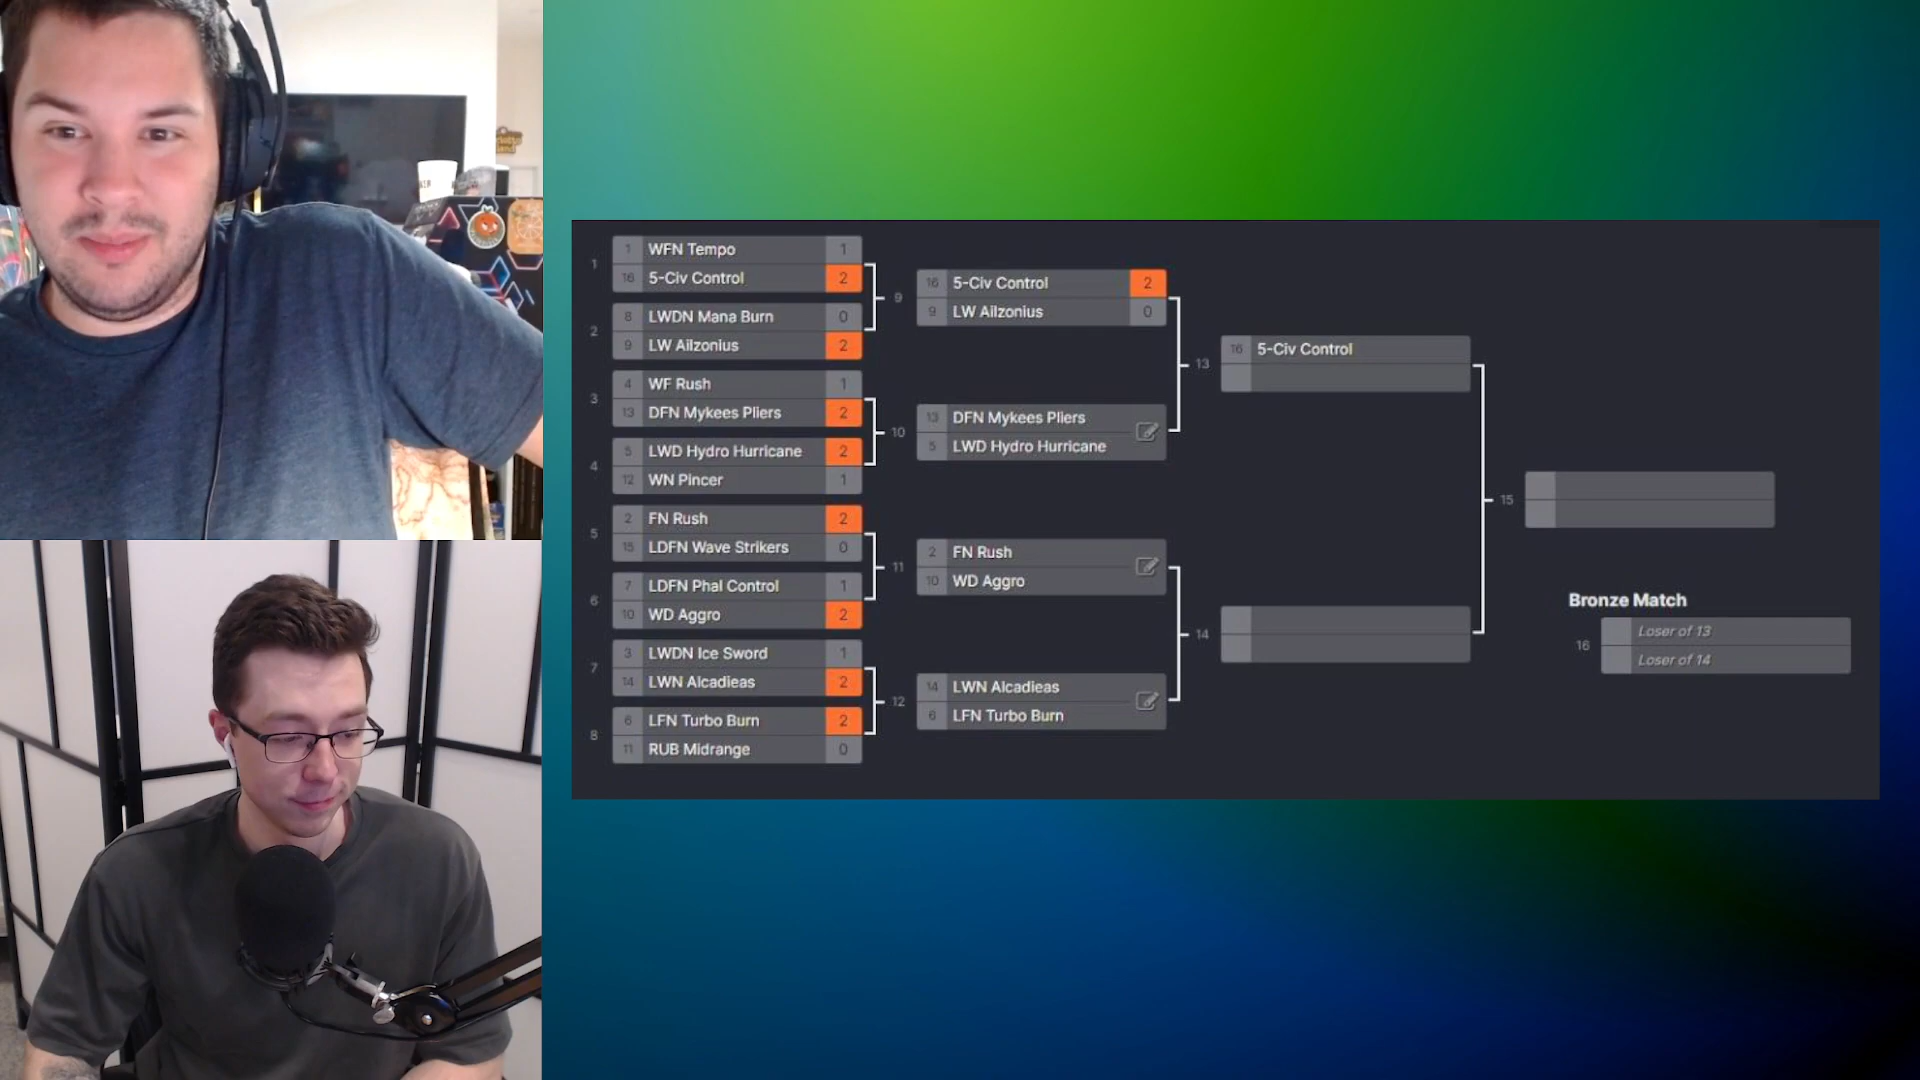 1
1 WFN Tempo 1
16 5-Civ Control 2
2
8 LWDN Mana Burn 0
9 LW Ailzonius 2
3
4 WF Rush 1
13 DFN Mykees Pliers 2
4
5 LWD Hydro Hurricane 2
12 WN Pincer 1
5
2 FN Rush 2
15 LDFN Wave Strikers 0
6
7 LDFN Phal Control 1
10 WD Aggro 2
7
3 LWDN Ice Sword 1
14 LWN Alcadieas 2
8
6 LFN Turbo Burn 2
11 RUB Midrange 0
9
16 5-Civ Control 2
9 LW Ailzonius 0
10
13 DFN Mykees Pliers
5 LWD Hydro Hurricane
11
2 FN Rush
10 WD Aggro
12
14 LWN Alcadieas
6 LFN Turbo Burn
13
16 5-Civ Control
14
15
Bronze Match
16
Loser of 13
Loser of 14